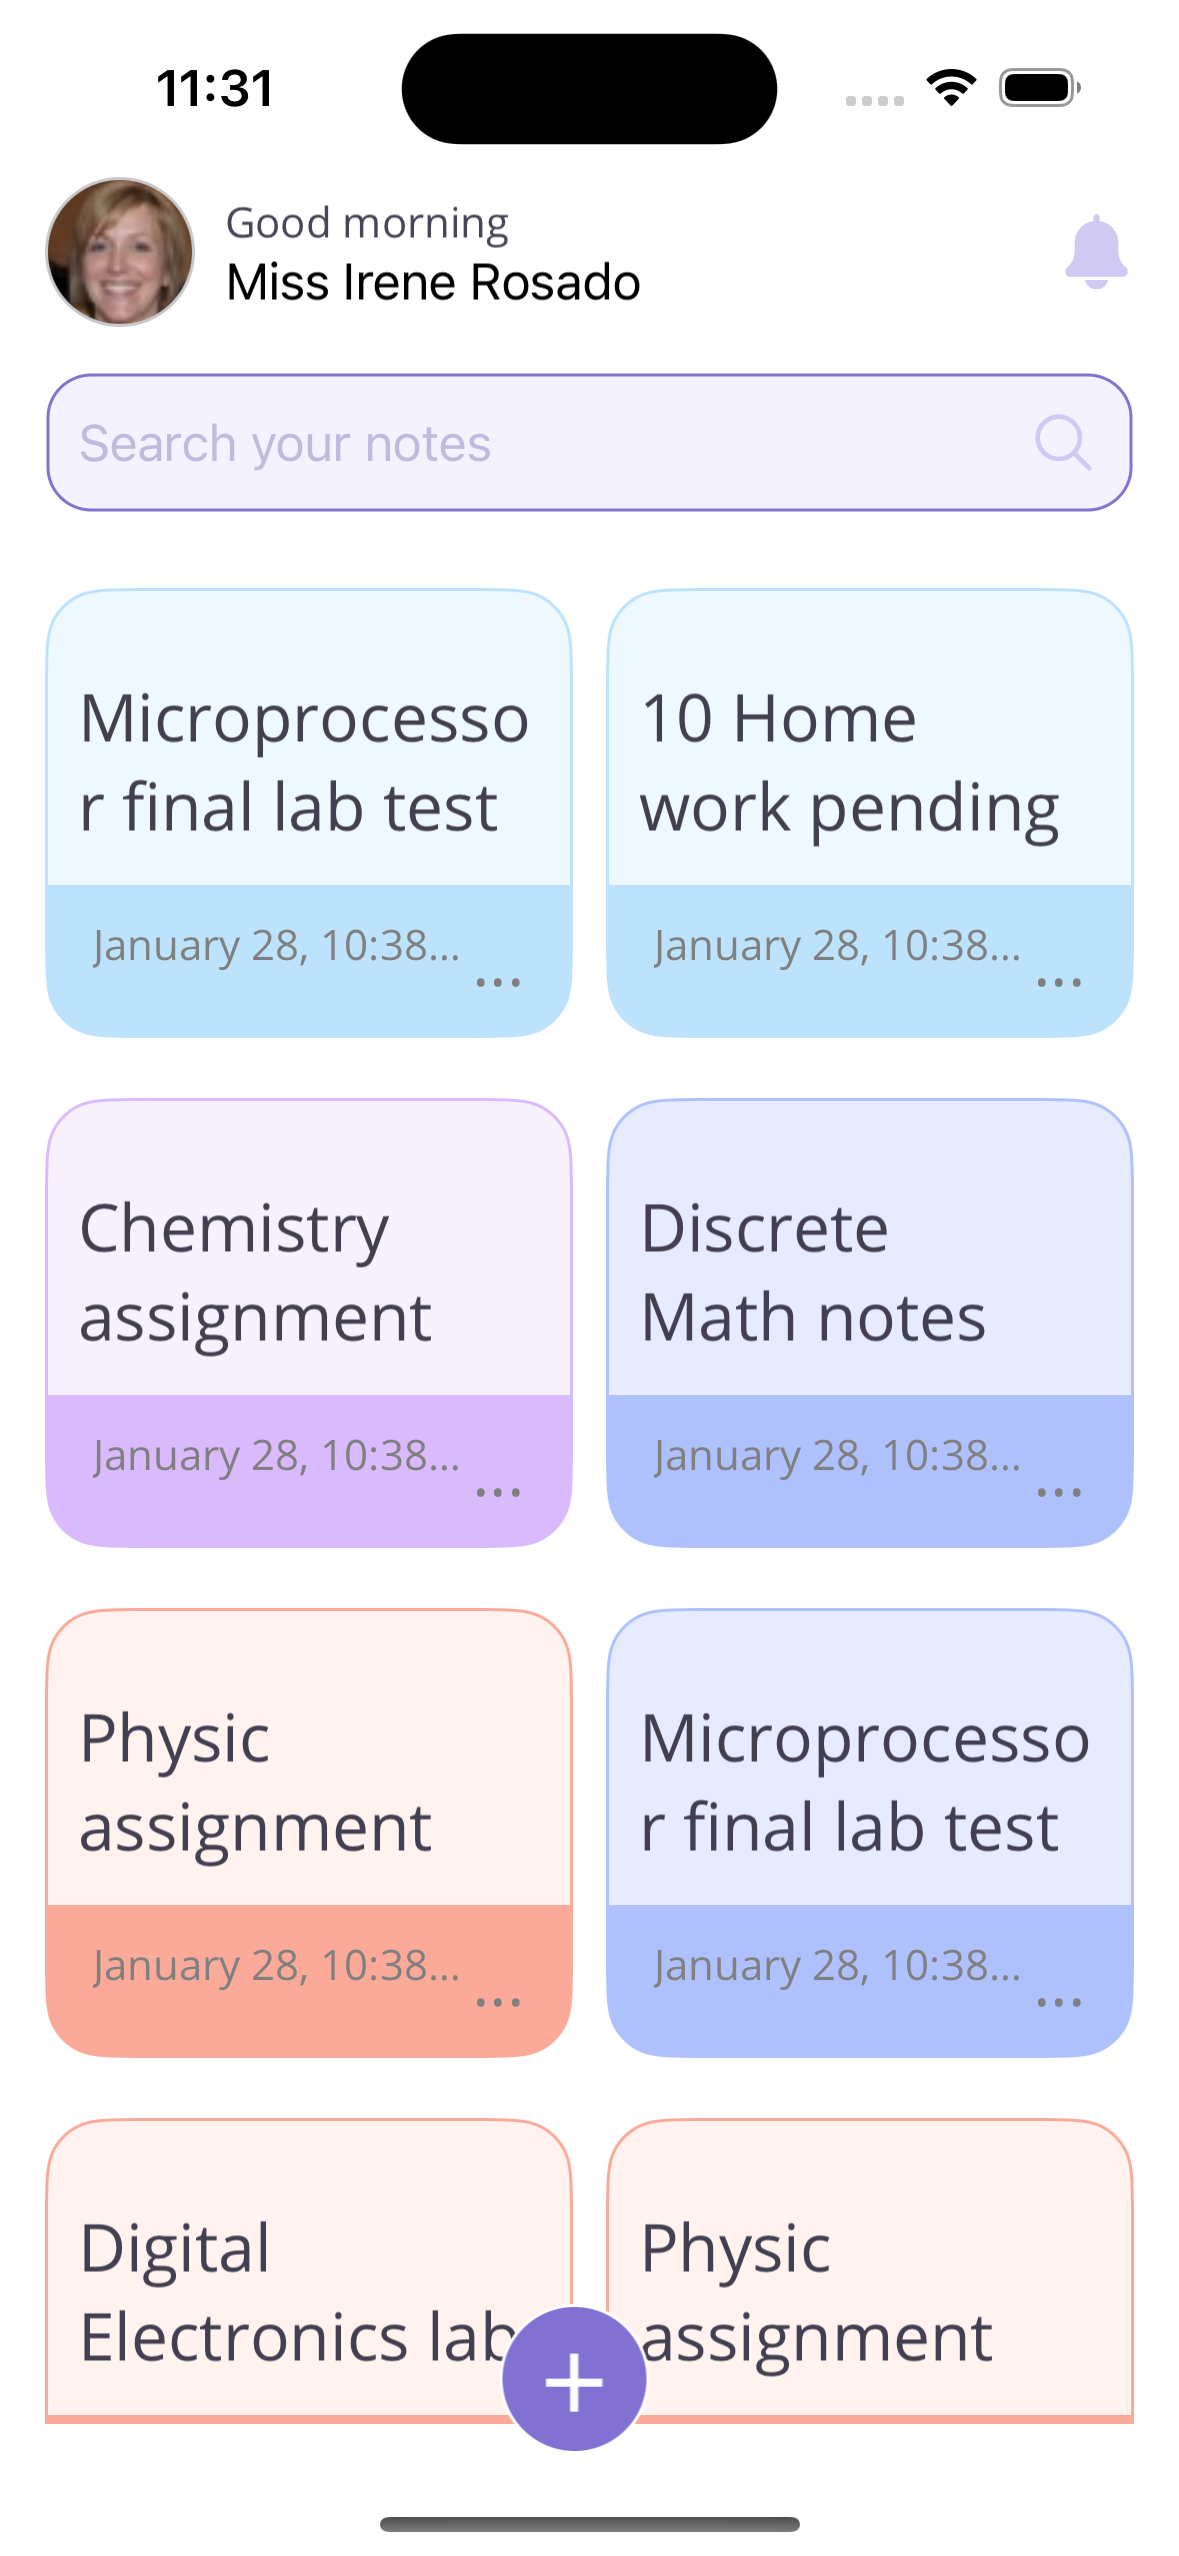 11:31
Good morning
Miss Irene Rosado
Search your notes
Microprocesso
r final lab test
January 28, 10:38...
10 Home
work pending
January 28, 10:38...
Chemistry
assignment
January 28, 10:38...
Discrete
Math notes
January 28, 10:38...
Physic
assignment
January 28, 10:38...
Microprocesso
r final lab test
January 28, 10:38...
Digital
Electronics lab
Physic
assignment